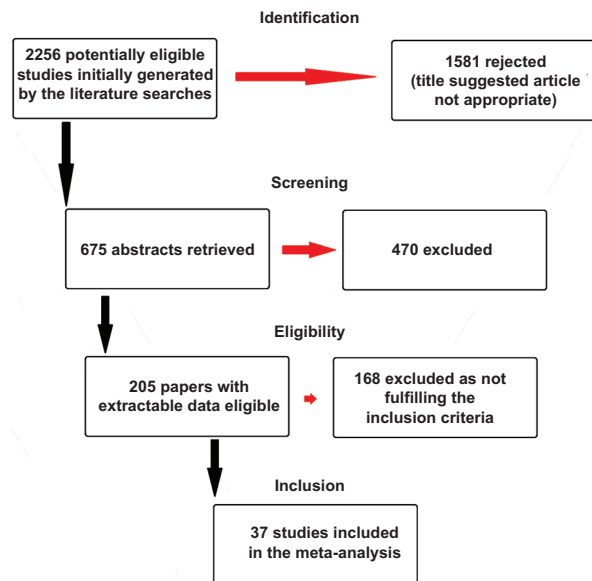 Identification
2256 potentially eligible
studies initially generated
by the literature searches
1581 rejected
(title suggested article
not appropriate)
Screening
675 abstracts retrieved
470 excluded
Eligibility
205 papers with
extractable data eligible
168 excluded as not
fulfilling the
inclusion criteria
Inclusion
37 studies included
in the meta-analysis